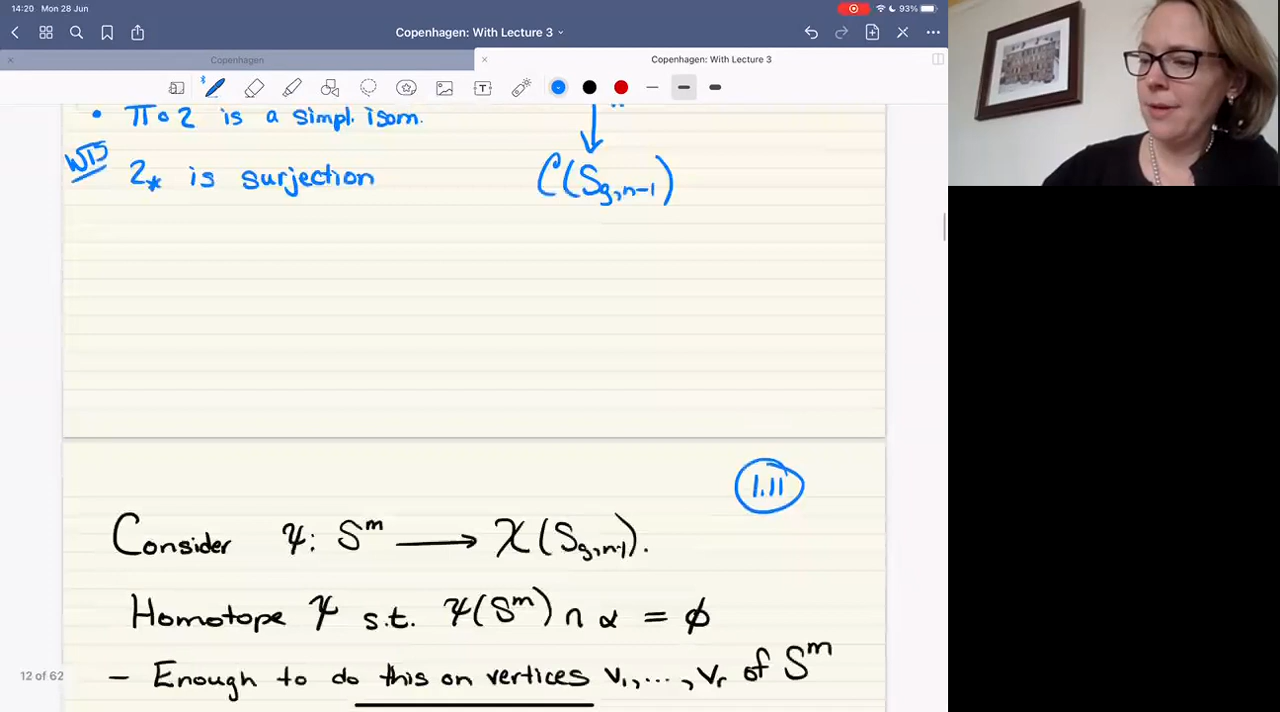 14:20 Mon 28 Jun
93%
Copenhagen: With Lecture 3
Copenhagen
Copenhagen: With Lecture 3
• π∘2 is a simpl. isom.
WTS 2* is surjection
C(Sg,n-1)
1.11
Consider ψ: S^m → X(Sg,n-1).
Homotope ψ s.t. ψ(S^m) ∩ α = ∅
12 of 62
- Enough to do this on vertices v1,...,vr of S^m